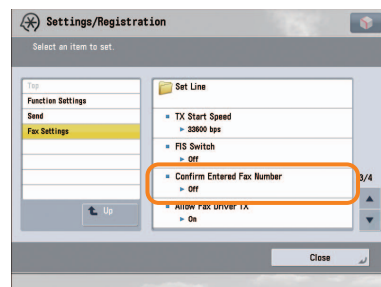 Settings/Registration
Select an item to set.
Top
Function Settings
Send
Fax Settings
Up
Set Line
TX Start Speed
33600 bps
FIS Switch
Off
Confirm Entered Fax Number
Off
Allow Fax Driver TX
On
3/4
Close